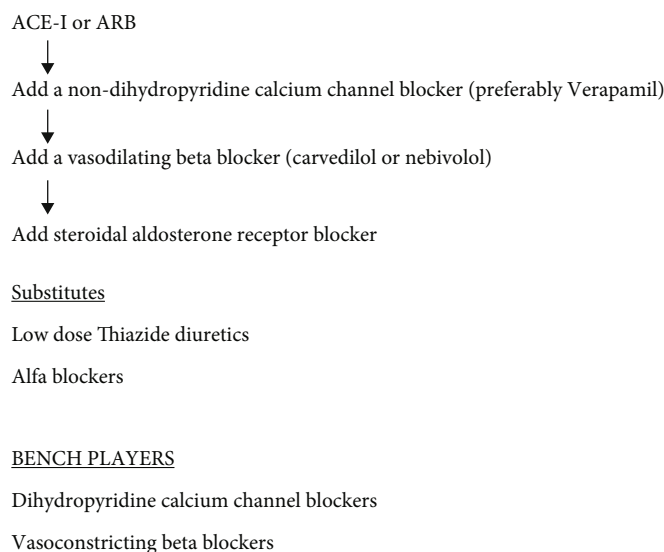 ACE-I or ARB
Add a non-dihydropyridine calcium channel blocker (preferably Verapamil)
Add a vasodilating beta blocker (carvedilol or nebivolol)
Add steroidal aldosterone receptor blocker
Substitutes
Low dose Thiazide diuretics
Alfa blockers
BENCH PLAYERS
Dihydropyridine calcium channel blockers
Vasoconstricting beta blockers